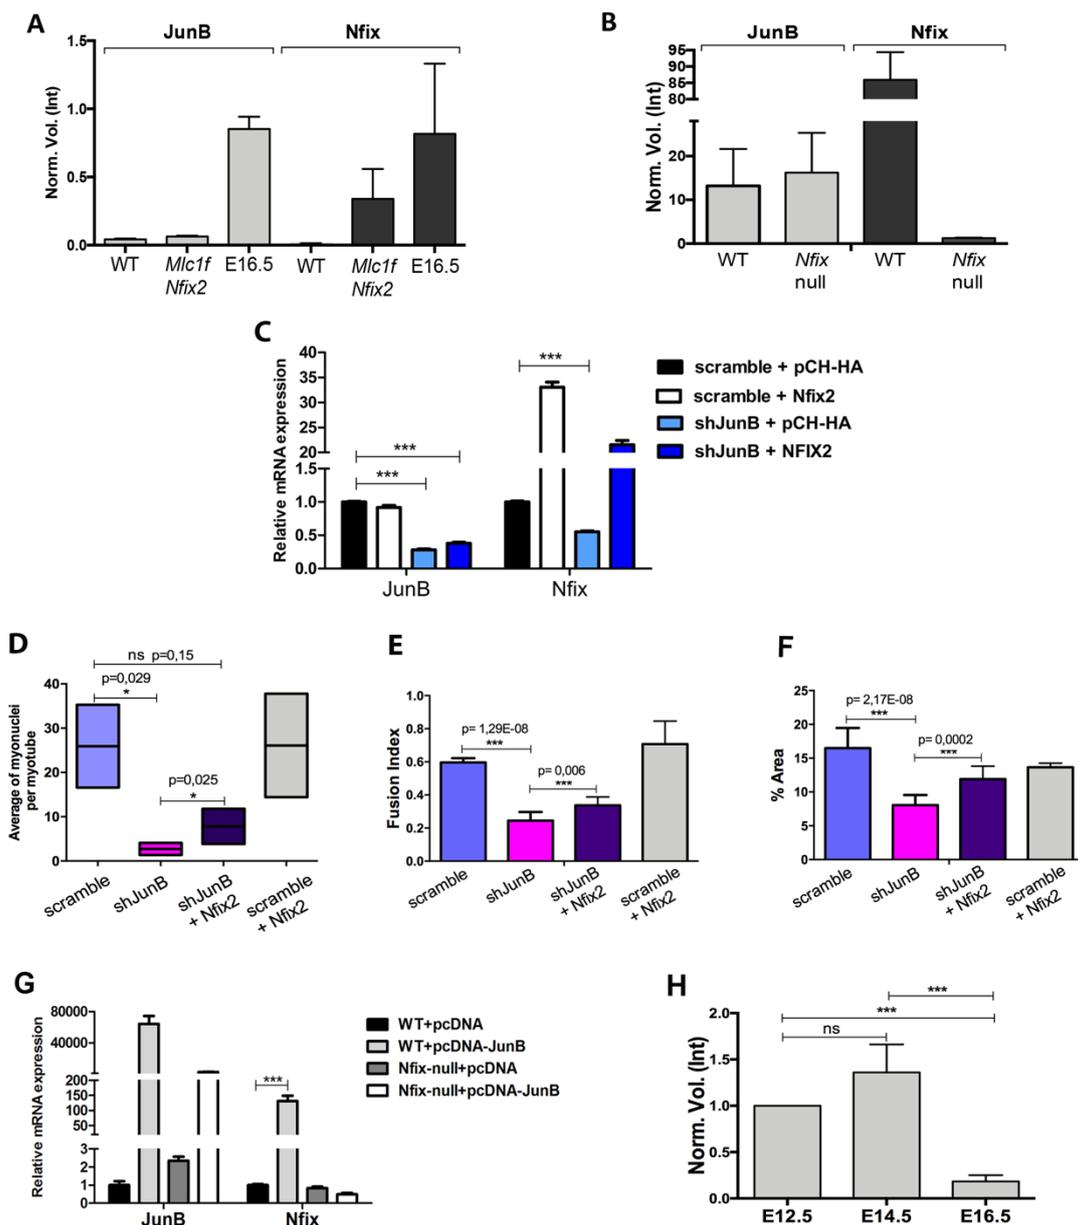 A
JunB
Nfix
Norm. Vol. (Int)
1.5
1.0
0.5
0.0
WT
Mlc1f
Nfix2
E16.5
WT
Mlc1f
Nfix2
E16.5
B
JunB
Nfix
Norm. Vol. (Int)
95
90
85
80
20
10
0
WT
Nfix
null
WT
Nfix
null
C
Relative mRNA expression
40
35
30
25
20
1.5
1.0
0.5
0.0
***
***
***
JunB
Nfix
scramble + pCH-HA
scramble + Nfix2
shJunB + pCH-HA
shJunB + NFIX2
D
Average of myonuclei
per myotube
40
30
20
10
0
ns p=0,15
p=0,029
*
p=0,025
*
scramble
shJunB
shJunB
+ Nfix2
scramble
+ Nfix2
E
Fusion Index
1.0
0.8
0.6
0.4
0.2
0.0
p= 1,29E-08
***
p= 0,006
***
scramble
shJunB
shJunB
+ Nfix2
scramble
+ Nfix2
F
% Area
25
20
15
10
5
0
p= 2,17E-08
***
p= 0,0002
***
scramble
shJunB
shJunB
+ Nfix2
scramble
+ Nfix2
G
Relative mRNA expression
80000
40000
200
150
100
50
3
2
1
0
***
JunB
Nfix
WT+pcDNA
WT+pcDNA-JunB
Nfix-null+pcDNA
Nfix-null+pcDNA-JunB
H
Norm. Vol. (Int)
2.0
1.5
1.0
0.5
0.0
***
***
ns
E12.5
E14.5
E16.5